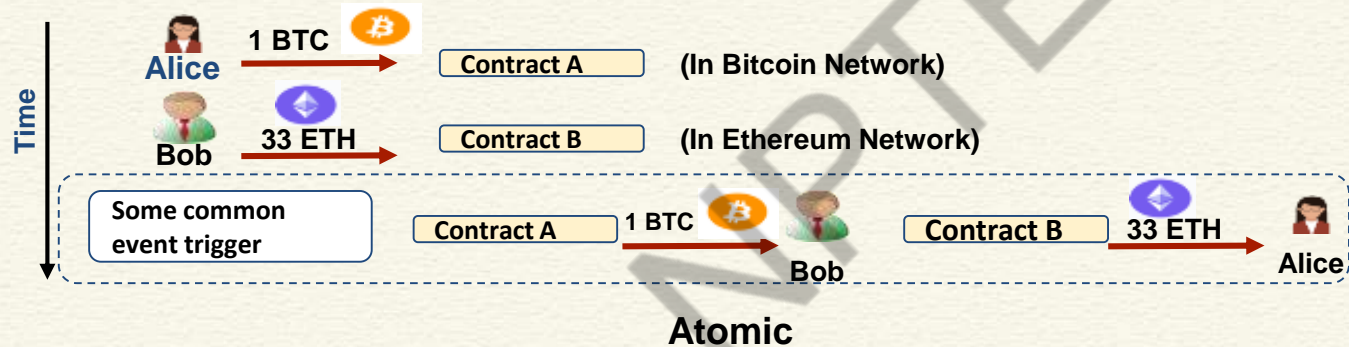 Time
Alice
1 BTC
Contract A
(In Bitcoin Network)
Bob
33 ETH
Contract B
(In Ethereum Network)
Some common
event trigger
Contract A
1 BTC
Bob
Contract B
33 ETH
Alice
Atomic
NPTE